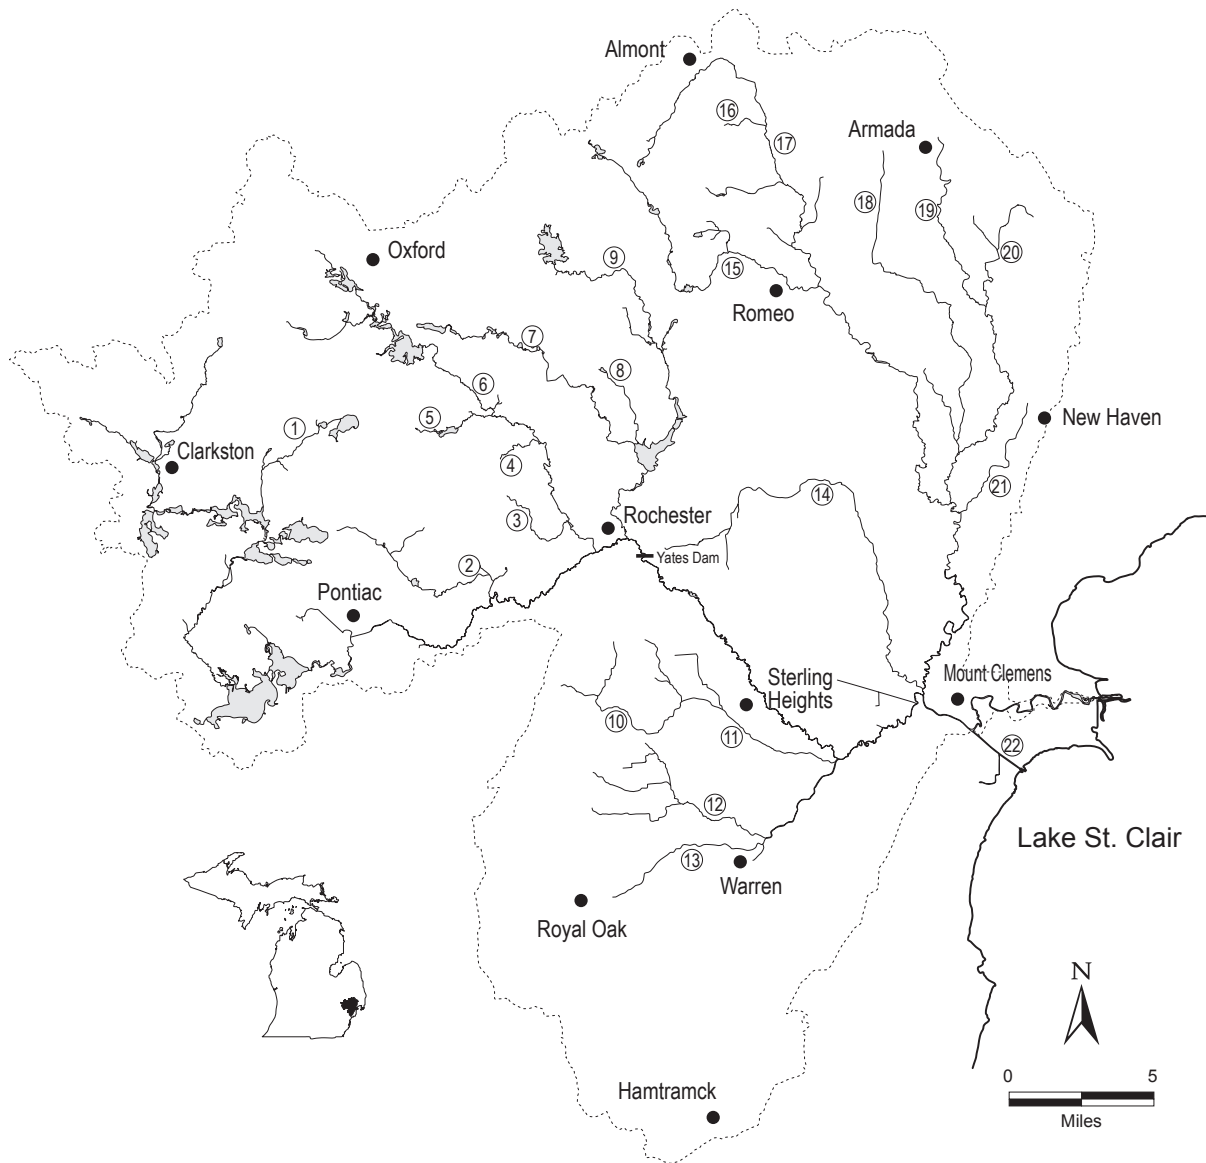 Almont
16
17
Armada
18
19
20
Oxford
9
15
Romeo
7
8
6
5
1
4
Clarkston
New Haven
21
14
3
Rochester
Yates Dam
2
Pontiac
Sterling
Heights
Mount Clemens
10
11
22
12
13
Warren
Royal Oak
Lake St. Clair
N
0 5
Miles
Hamtramck